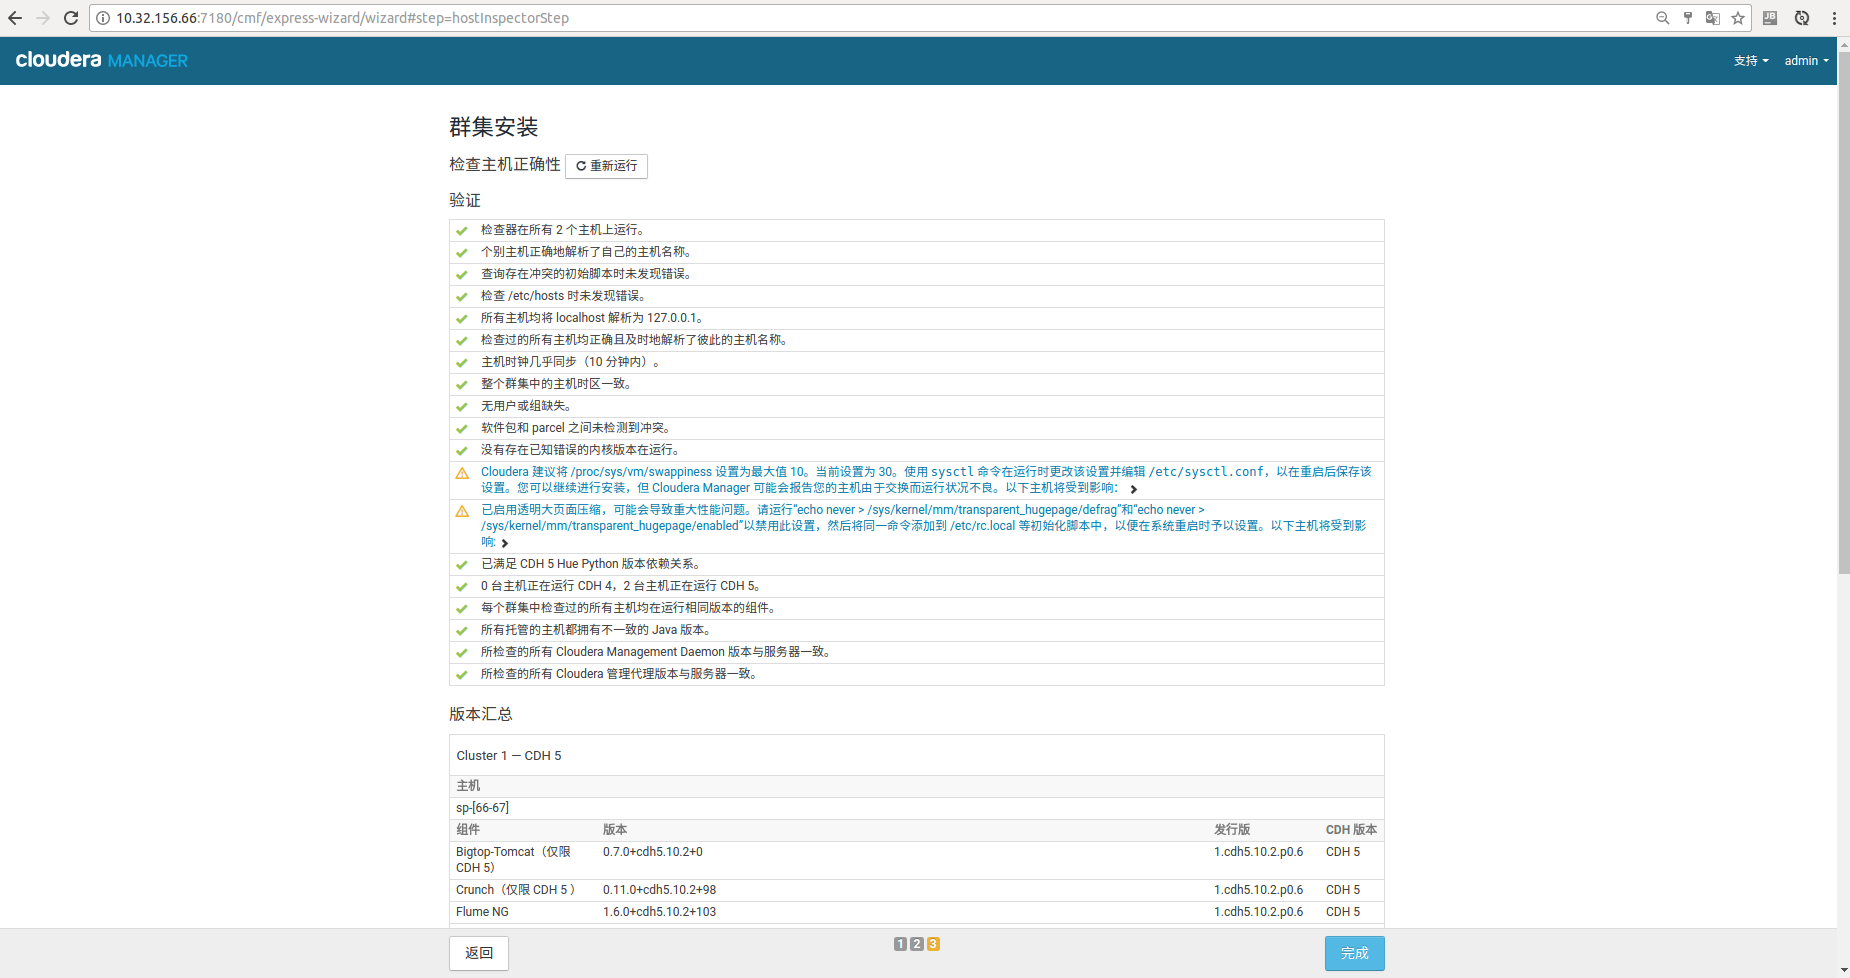 10.32.156.66:7180/cmf/express-wizard/wizard#step=hostInspectorStep
cloudera MANAGER
支持
admin
群集安装
检查主机正确性 重新运行
验证
检查器在所有 2 个主机上运行。
个别主机正确地解析了自己的主机名称。
查询存在冲突的初始脚本时未发现错误。
检查 /etc/hosts 时未发现错误。
所有主机均将 localhost 解析为 127.0.0.1。
检查过的所有主机均正确且及时地解析了彼此的主机名称。
主机时钟几乎同步（10 分钟内）。
整个群集中的主机时区一致。
无用户或组缺失。
软件包和 parcel 之间未检测到冲突。
没有存在已知错误的内核版本在运行。
Cloudera 建议将 /proc/sys/vm/swappiness 设置为最大值 10。当前设置为 30。使用 sysctl 命令在运行时更改该设置并编辑 /etc/sysctl.conf，以在重启后保存该
设置。您可以继续进行安装，但 Cloudera Manager 可能会报告您的主机由于交换而运行状况不良。以下主机将受到影响：
已启用透明大页面压缩，可能会导致重大性能问题。请运行“echo never > /sys/kernel/mm/transparent_hugepage/defrag”和“echo never >
/sys/kernel/mm/transparent_hugepage/enabled”以禁用此设置，然后将同一命令添加到 /etc/rc.local 等初始化脚本中，以便在系统重启时予以设置。以下主机将受到影
响:
已满足 CDH 5 Hue Python 版本依赖关系。
0 台主机正在运行 CDH 4，2 台主机正在运行 CDH 5。
每个群集中检查过的所有主机均在运行相同版本的组件。
所有托管的主机都拥有不一致的 Java 版本。
所检查的所有 Cloudera Management Daemon 版本与服务器一致。
所检查的所有 Cloudera 管理代理版本与服务器一致。
版本汇总
Cluster 1 — CDH 5
主机
sp-[66-67]
组件 版本 发行版 CDH 版本
Bigtop-Tomcat（仅限 0.7.0+cdh5.10.2+0 1.cdh5.10.2.p0.6 CDH 5
CDH 5）
Crunch（仅限 CDH 5 ） 0.11.0+cdh5.10.2+98 1.cdh5.10.2.p0.6 CDH 5
Flume NG 1.6.0+cdh5.10.2+103 1.cdh5.10.2.p0.6 CDH 5
返回 1 2 3 完成